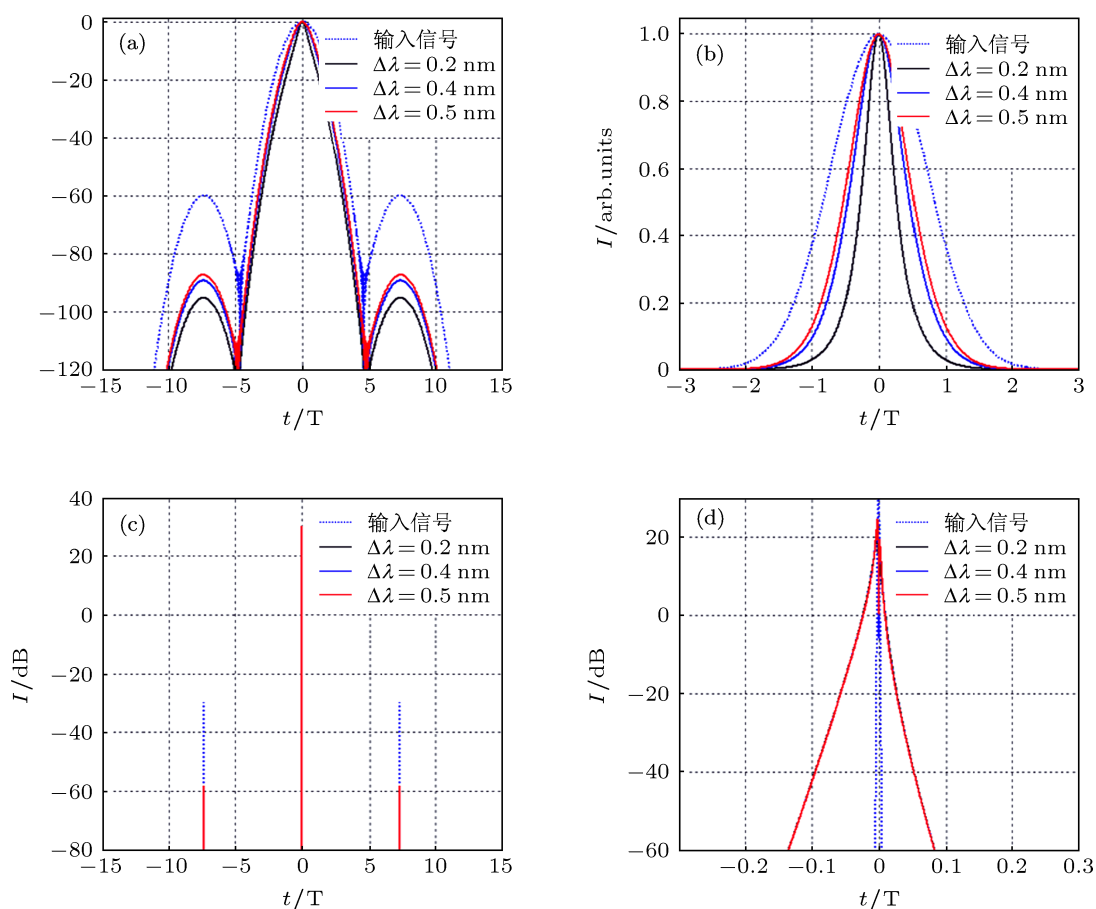 (a)
输入信号
Δλ=0.2 nm
Δλ=0.4 nm
Δλ=0.5 nm
0
−20
−40
−60
−80
−100
−120
−15
−10
−5
0
5
10
15
t/T
(b)
输入信号
Δλ=0.2 nm
Δλ=0.4 nm
Δλ=0.5 nm
I/arb.units
1.0
0.8
0.6
0.4
0.2
0
−3
−2
−1
0
1
2
3
t/T
(c)
输入信号
Δλ=0.2 nm
Δλ=0.4 nm
Δλ=0.5 nm
I/dB
40
20
0
−20
−40
−60
−80
−15
−10
−5
0
5
10
15
t/T
(d)
输入信号
Δλ=0.2 nm
Δλ=0.4 nm
Δλ=0.5 nm
I/dB
20
0
−20
−40
−60
−0.2
−0.1
0
0.1
0.2
0.3
t/T